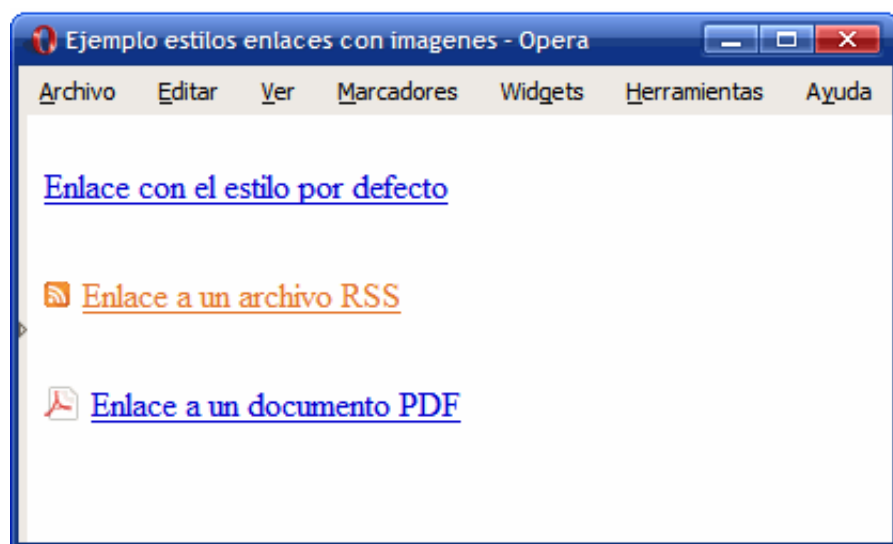 Ejemplo estilos enlaces con imagenes - Opera
Archivo Editar Ver Marcadores Widgets Herramientas Ayuda
Enlace con el estilo por defecto
Enlace a un archivo RSS
Enlace a un documento PDF